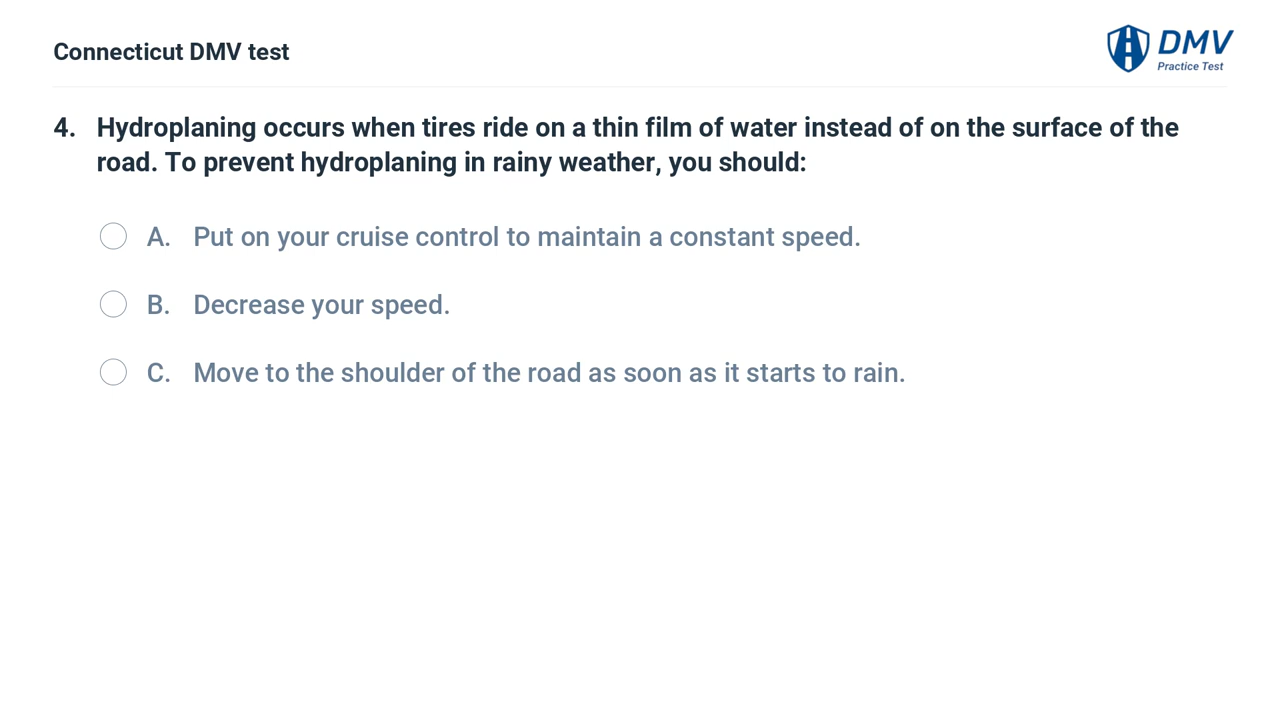 Connecticut DMV test
DMV
Practice Test
4. Hydroplaning occurs when tires ride on a thin film of water instead of on the surface of the
road. To prevent hydroplaning in rainy weather, you should:
A. Put on your cruise control to maintain a constant speed.
B. Decrease your speed.
C. Move to the shoulder of the road as soon as it starts to rain.